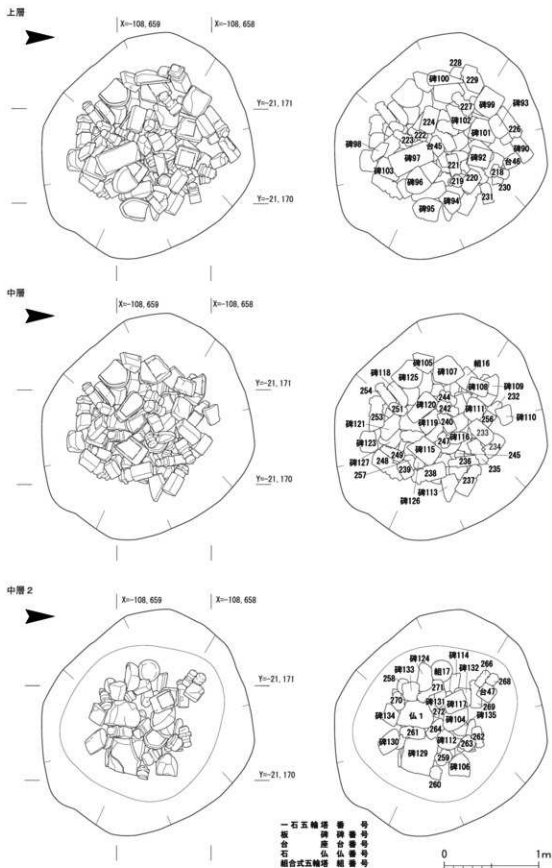 上層
X=-108, 659
X=-108, 658
Y=-21, 171
Y=-21, 170
228
碑100
229
碑99
碑93
227
碑102
224
226
222
223
碑101
台45
碑98
碑90
碑97
碑92
台46
221
碑103
218
220
219
碑96
230
231
碑94
碑95
中層
X=-108, 659
X=-108, 658
Y=-21, 171
Y=-21, 170
碑105
碑118
碑107
組16
碑125
碑108
碑109
254
244
232
碑120
251
242
碑111
碑110
253
256
碑121
碑119
240
233
碑116
碑123
247
234
碑115
249
碑127
248
236
245
239
238
235
257
237
碑113
碑126
中層2
X=-108, 659
X=-108, 658
Y=-21, 171
Y=-21, 170
碑114
碑124
碑133
組17
碑132
266
258
271
268
台47
270
碑131
碑117
269
仏1
272
碑134
碑104
碑135
261
264
262
碑130
碑112
263
碑129
259
碑106
260
一石五輪塔 番号
板碑 碑番号
台座 台番号
石仏 仏番号
組合式五輪塔 組番号
0 1m